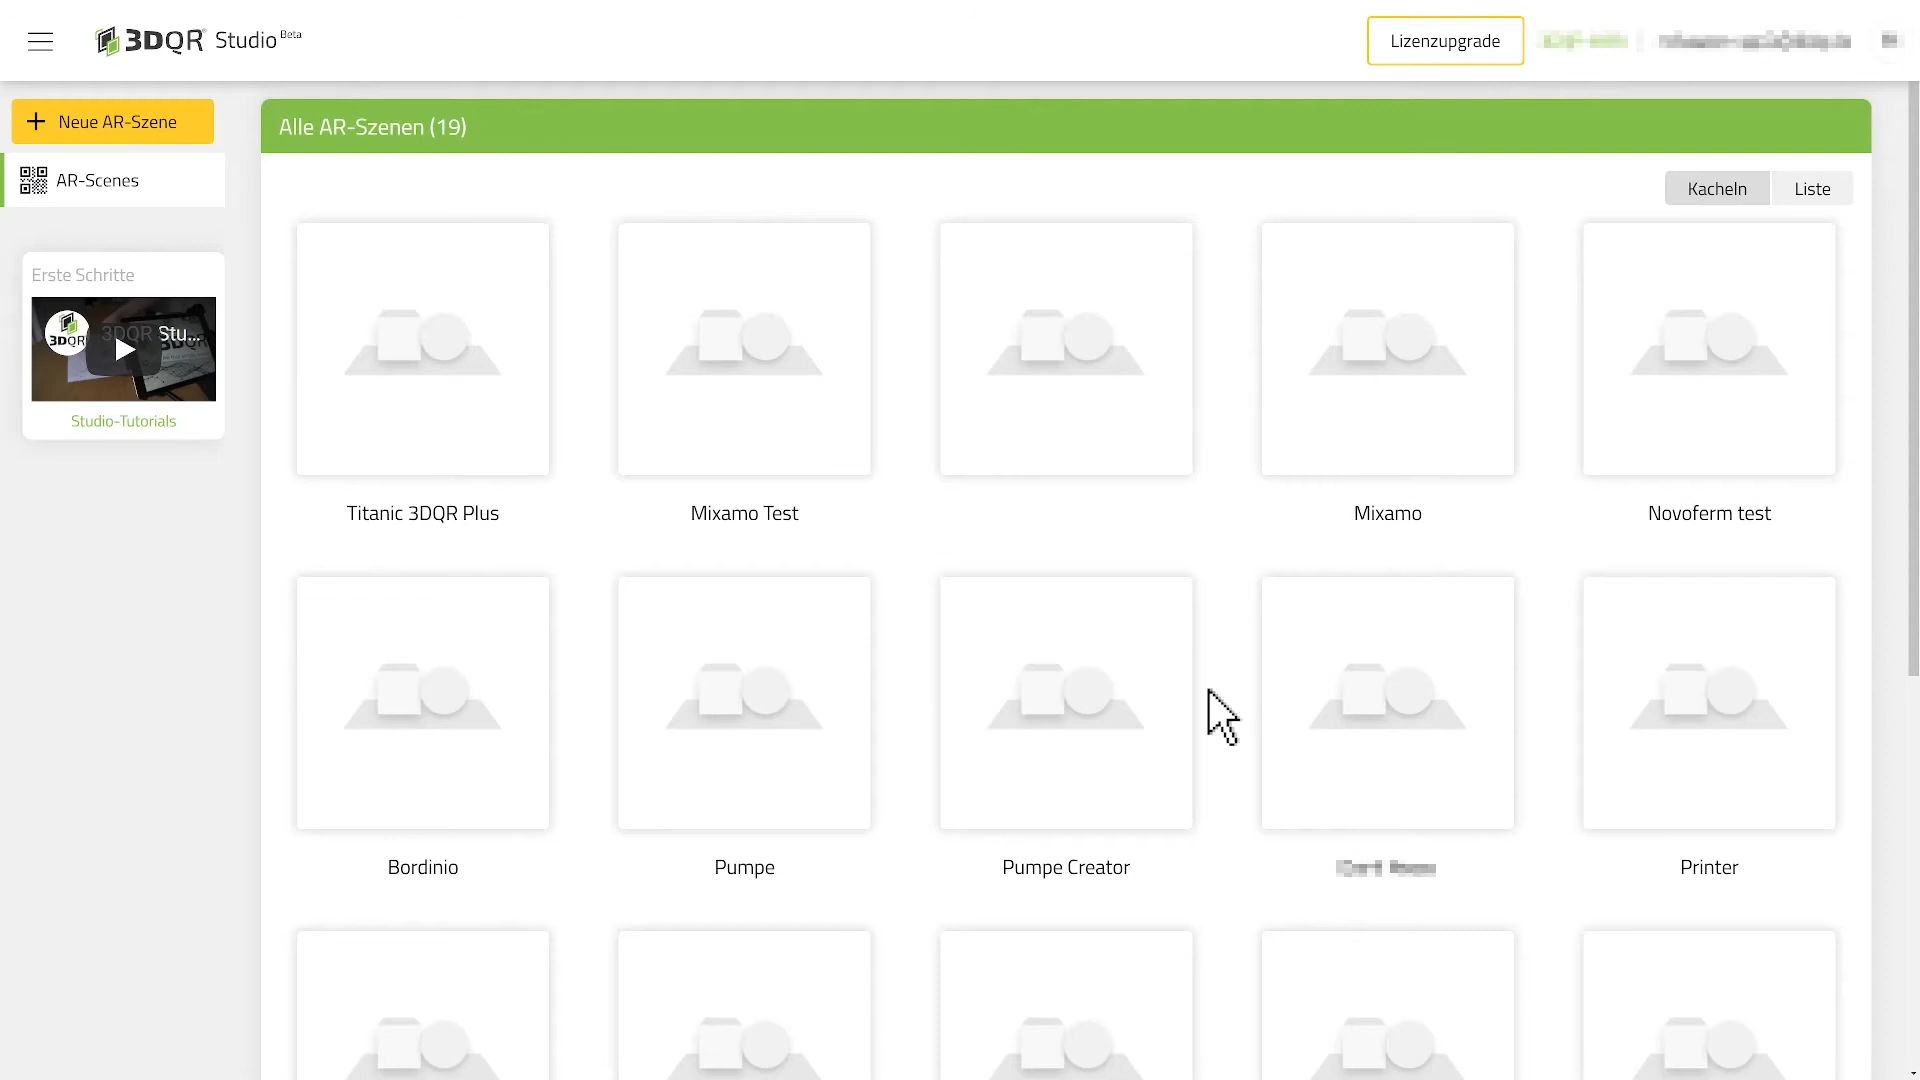 3DQR Studio Beta
Lizenzupgrade
Neue AR-Szene
AR-Scenes
Erste Schritte
3DQR Stu...
3DQR
Studio-Tutorials
Alle AR-Szenen (19)
Kacheln
Liste
Titanic 3DQR Plus
Mixamo Test
Mixamo
Novoferm test
Bordinio
Pumpe
Pumpe Creator
Printer